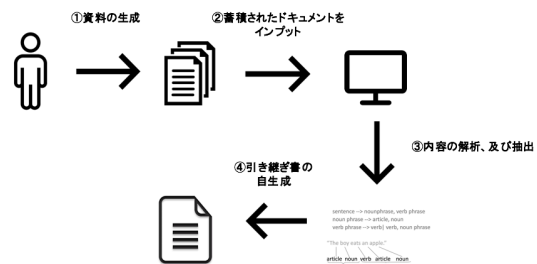 ①資料の生成
②蓄積されたドキュメントを
インプット
③内容の解析、及び抽出
④引き継ぎ書の
自生成
sentence --> nounphrase, verb phrase
noun phrase --> article, noun
verb phrase --> verb| verb, noun phrase
"The boy eats an apple."
article noun verb article noun